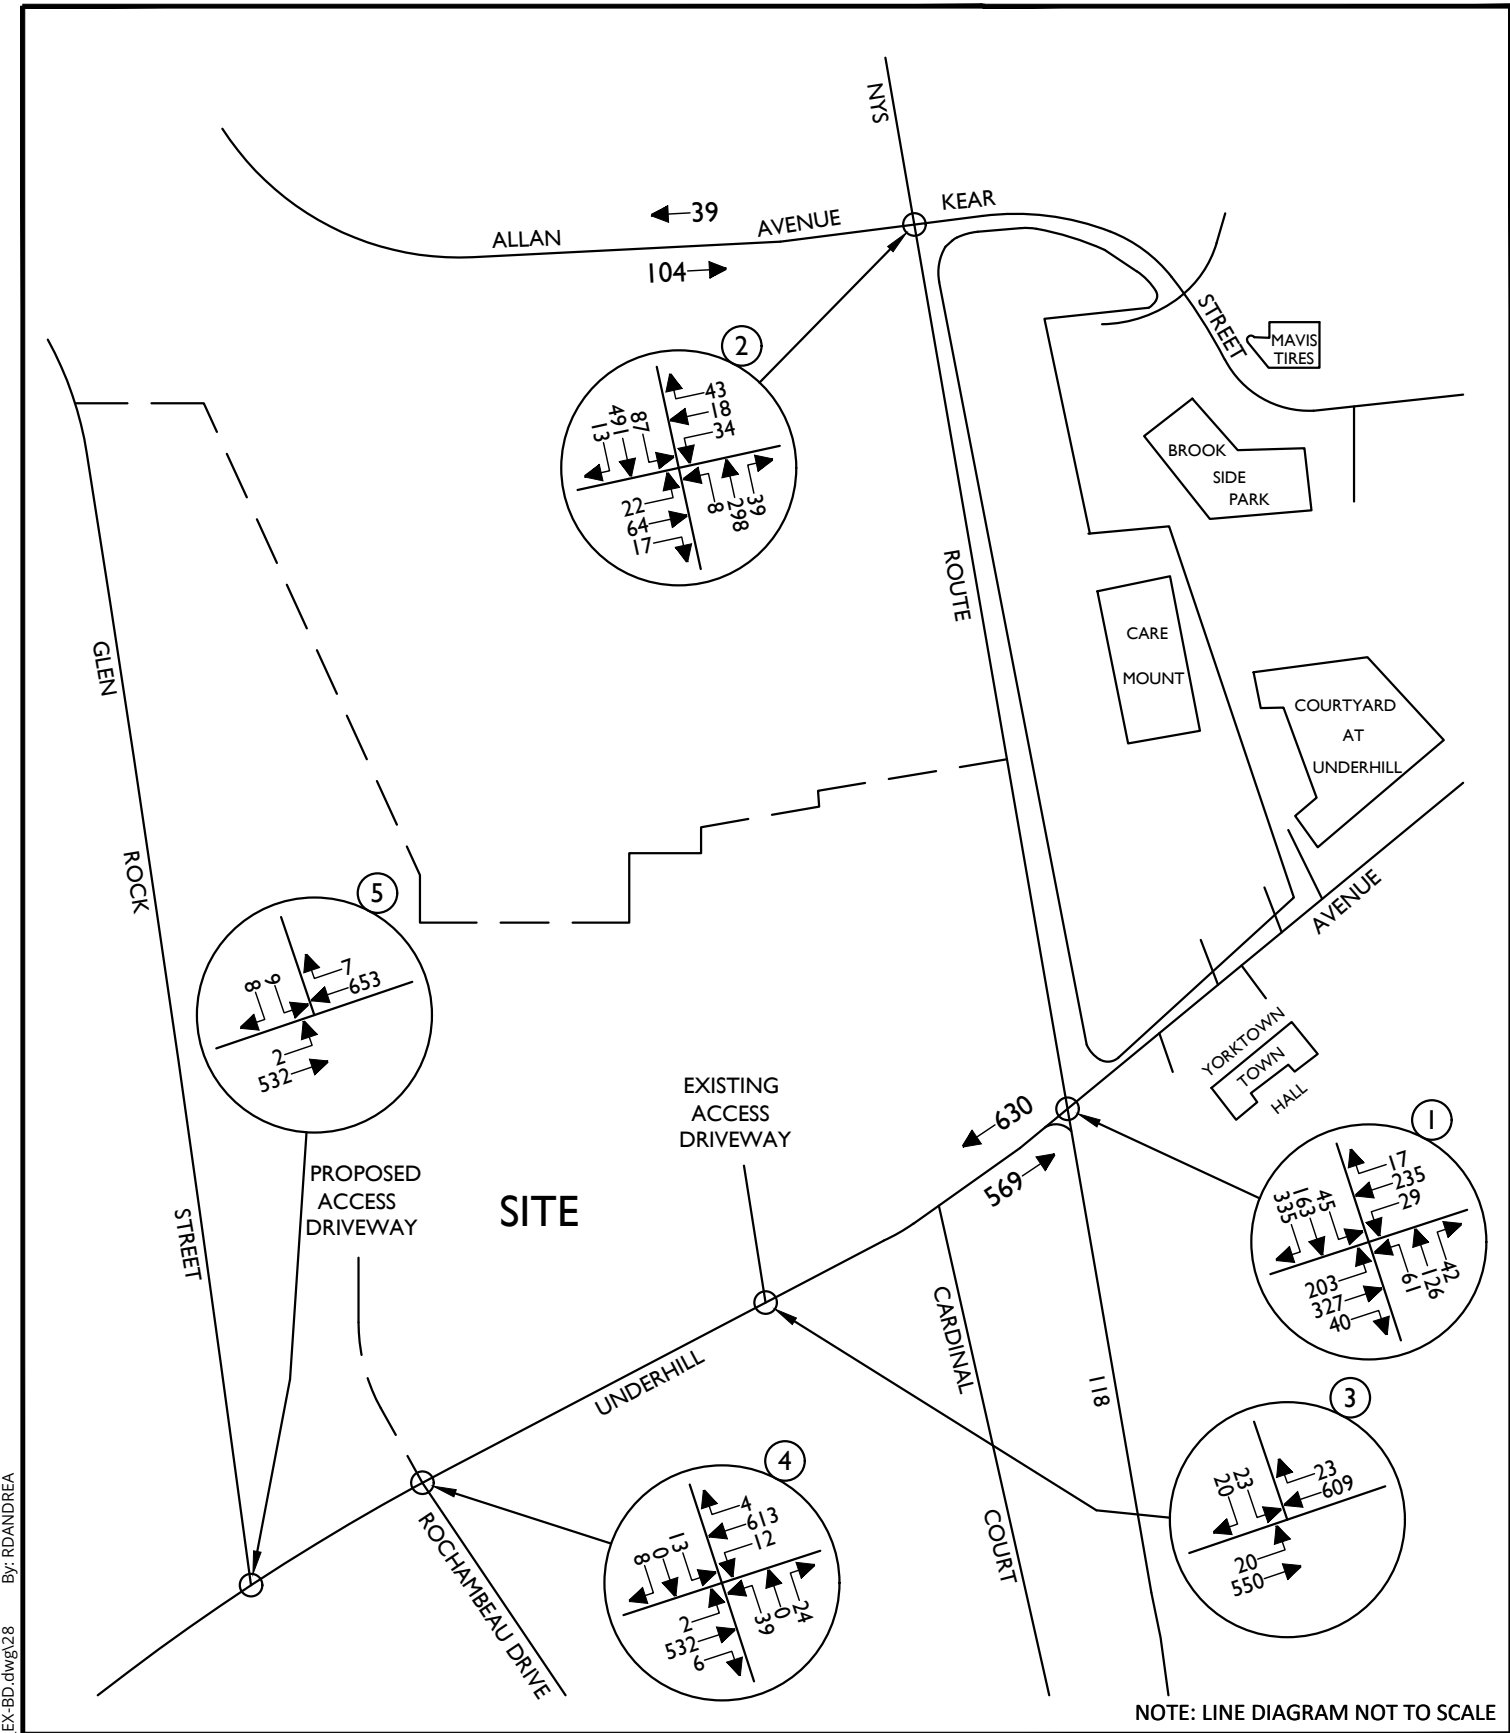 NYS
KEAR
39
ALLAN
AVENUE
104
STREET
MAVIS
TIRES
2
43
18
34
87
491
13
22
64
17
8
298
39
BROOK
SIDE
PARK
ROUTE
CARE
MOUNT
GLEN
COURTYARD
AT
UNDERHILL
ROCK
AVENUE
5
7
653
9
8
2
532
YORKTOWN
TOWN
HALL
EXISTING
ACCESS
DRIVEWAY
630
569
1
17
235
29
45
163
335
203
327
40
61
126
42
PROPOSED
ACCESS
DRIVEWAY
SITE
STREET
CARDINAL
UNDERHILL
118
3
23
609
23
20
20
550
4
4
613
12
13
0
8
2
532
6
39
0
24
COURT
ROCHAMBEAU DRIVE
NOTE: LINE DIAGRAM NOT TO SCALE
EX-BD.dwg\28 By: RDANDREA